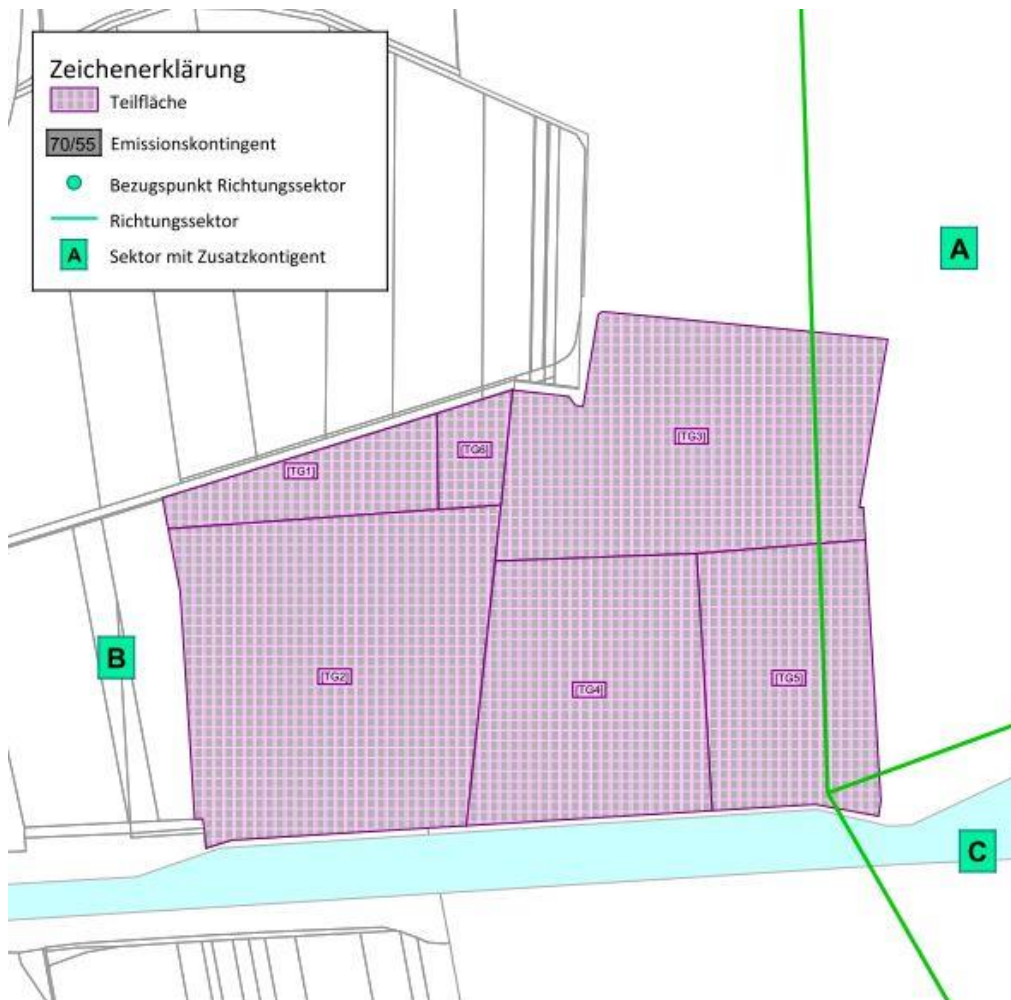 Zeichenerklärung
Teilfläche
70/55 Emissionskontingent
Bezugspunkt Richtungssektor
Richtungssektor
A Sektor mit Zusatzkontigent
A
[TG3]
[TG6]
[TG1]
B
[TG2]
[TG5]
[TG4]
C